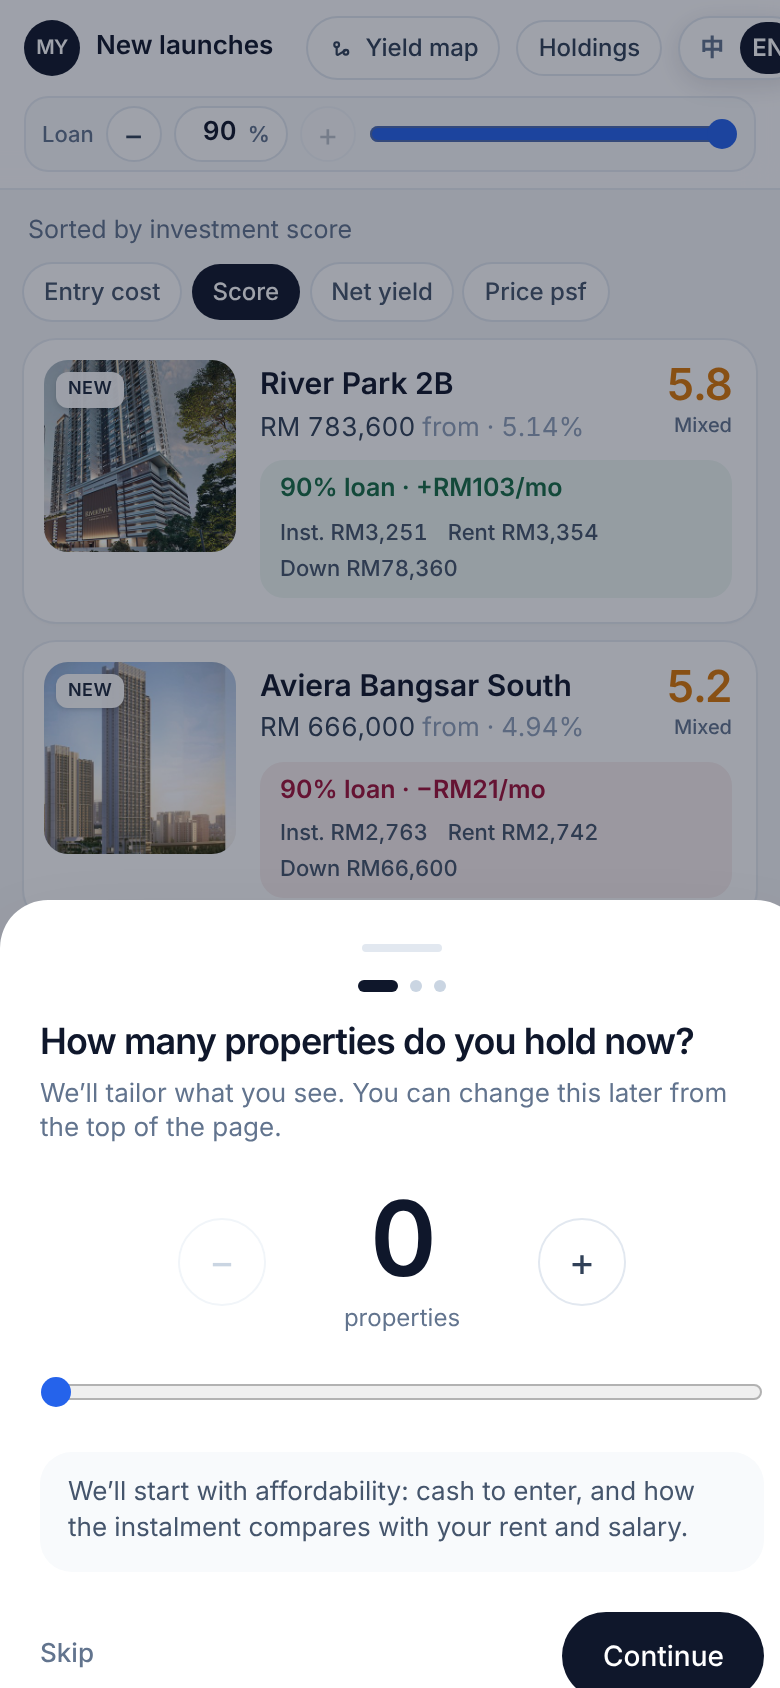 MY New launches Yield map Holdings 中 EN
Loan − 90 % +
Sorted by investment score
Entry cost Score Net yield Price psf
NEW
River Park 2B
RM 783,600 from · 5.14%
5.8
Mixed
90% loan · +RM103/mo
Inst. RM3,251 Rent RM3,354
Down RM78,360
NEW
Aviera Bangsar South
RM 666,000 from · 4.94%
5.2
Mixed
90% loan · −RM21/mo
Inst. RM2,763 Rent RM2,742
Down RM66,600
How many properties do you hold now?
We’ll tailor what you see. You can change this later from
the top of the page.
− 0 +
properties
We’ll start with affordability: cash to enter, and how
the instalment compares with your rent and salary.
Skip Continue